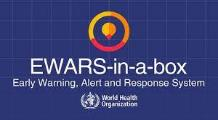 EWARS-in-a-box
Early Warning, Alert and Response System
World Health
Organization